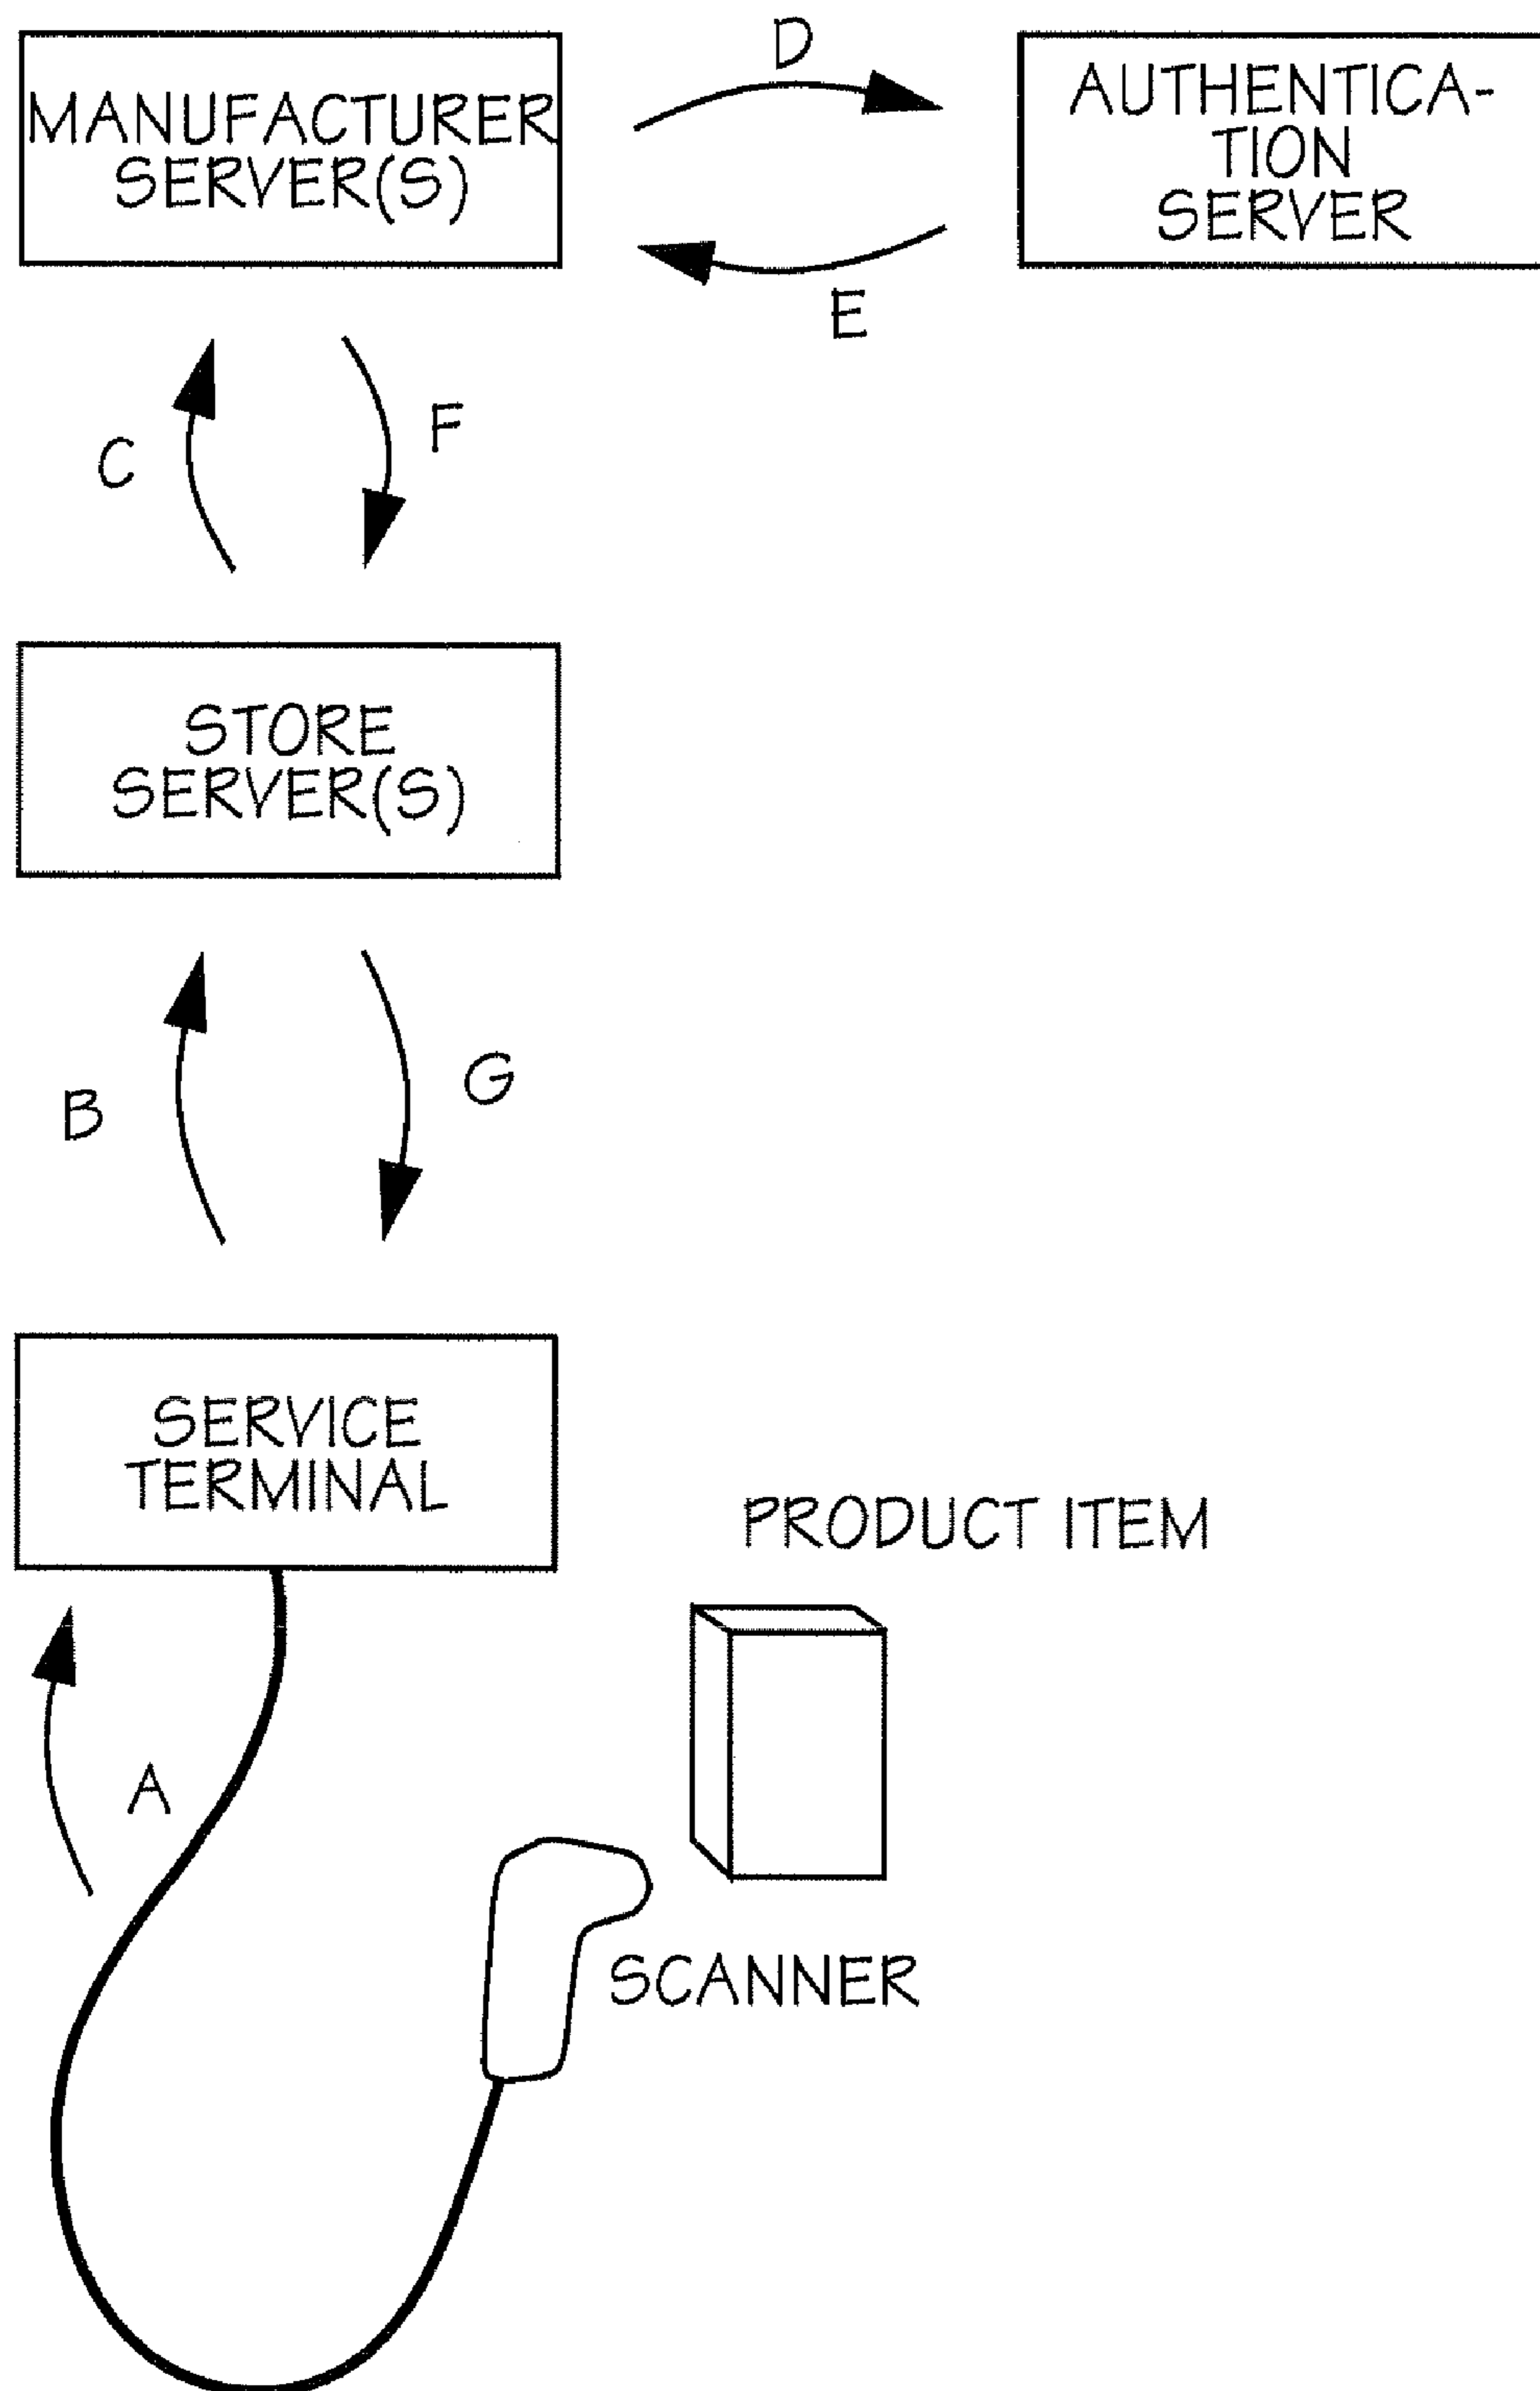 D
MANUFACTURER
SERVER(S)
AUTHENTICA-
TION
SERVER
E
C
F
STORE
SERVER(S)
B
G
SERVICE
TERMINAL
PRODUCT ITEM
A
SCANNER